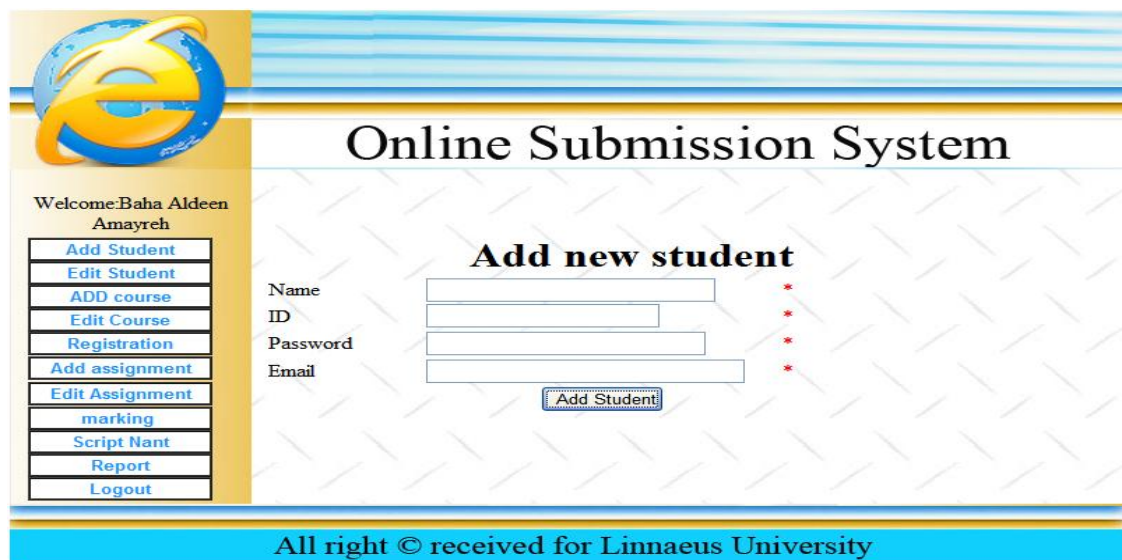 Online Submission System
Welcome:Baha Aldeen
Amayreh
Add Student
Edit Student
ADD course
Edit Course
Registration
Add assignment
Edit Assignment
marking
Script Nant
Report
Logout
Add new student
Name *
ID *
Password *
Email *
Add Student
All right © received for Linnaeus University